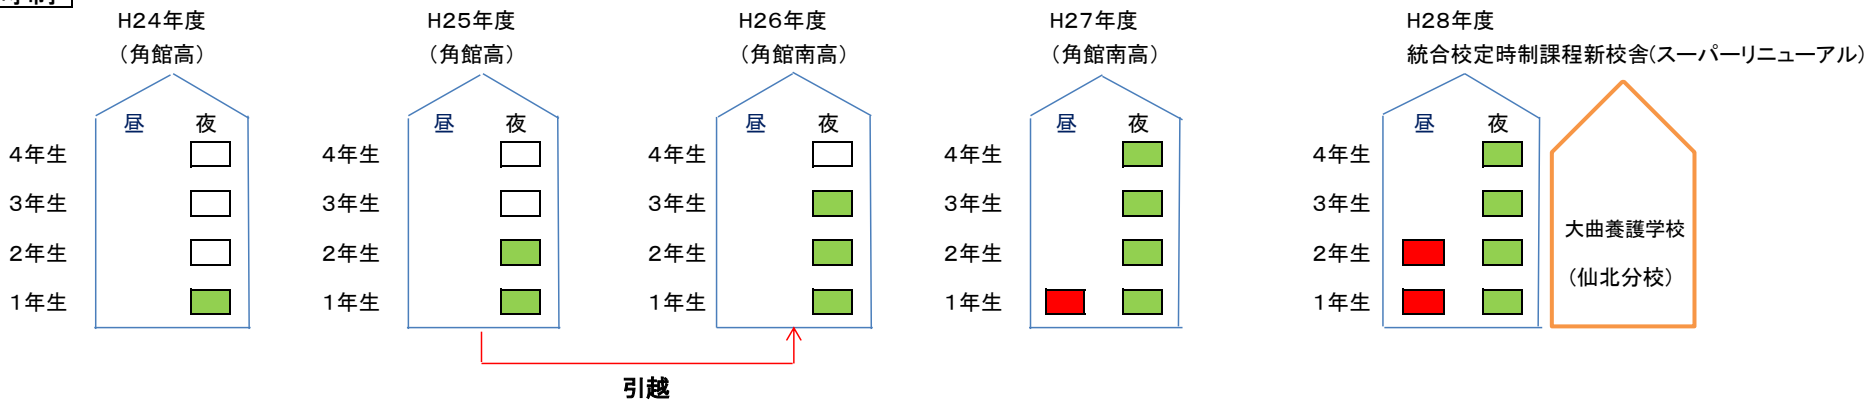 H24年度
(角館高)
昼 夜
4年生
3年生
2年生
1年生
H25年度
(角館高)
昼 夜
4年生
3年生
2年生
1年生
H26年度
(角館南高)
昼 夜
4年生
3年生
2年生
1年生
引越
H27年度
(角館南高)
昼 夜
4年生
3年生
2年生
1年生
H28年度
統合校定時制課程新校舎(スーパーリニューアル)
昼 夜
4年生
3年生
2年生
1年生
大曲養護学校
(仙北分校)